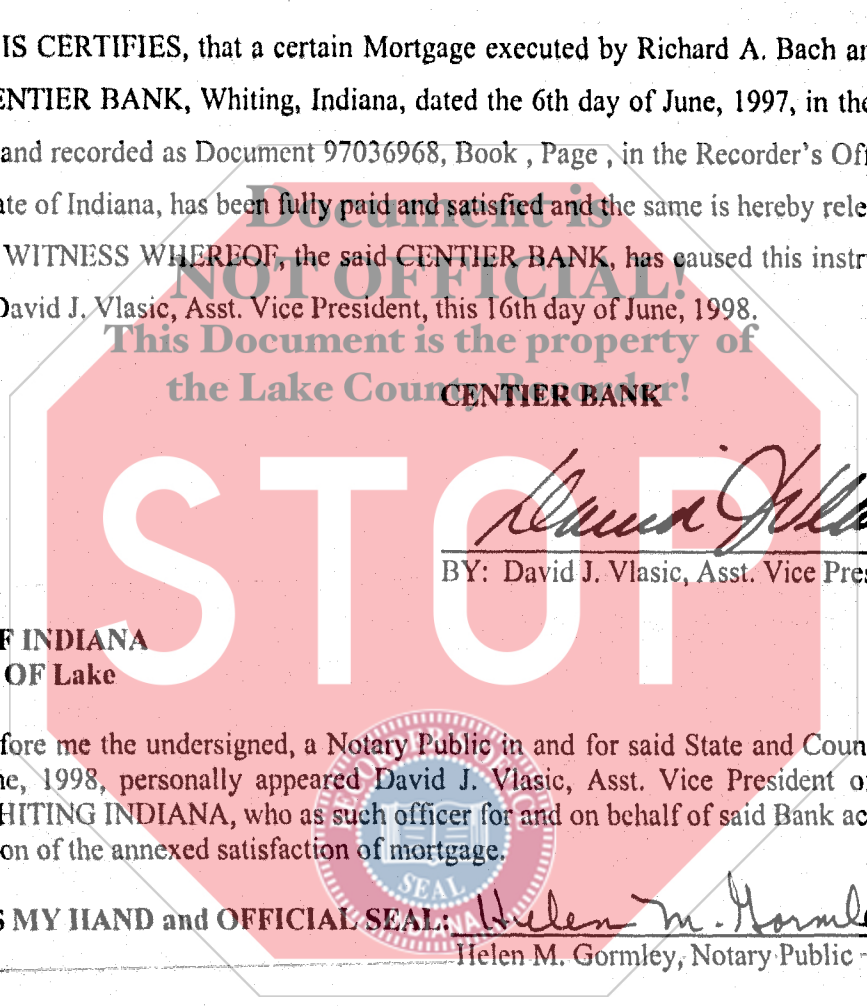 IS CERTIFIES, that a certain Mortgage executed by Richard A. Bach an
ENTIER BANK, Whiting, Indiana, dated the 6th day of June, 1997, in the
and recorded as Document 97036968, Book , Page , in the Recorder's Off
ate of Indiana, has been fully paid and satisfied and the same is hereby rele
Document is
WITNESS WHEREOF, the said CENTIER BANK, has caused this instr
NOT OFFICIAL!
David J. Vlasic, Asst. Vice President, this 16th day of June, 1998.
This Document is the property of
the Lake County Recorder!
CENTIER BANK
STOP
BY: David J. Vlasic, Asst. Vice Pres
F INDIANA
OF Lake
fore me the undersigned, a Notary Public in and for said State and Coun
ne, 1998, personally appeared David J. Vlasic, Asst. Vice President o
HITING INDIANA, who as such officer for and on behalf of said Bank ac
on of the annexed satisfaction of mortgage.
RECORDER'S OFFICE
SEAL
INDIANA
S MY HAND and OFFICIAL SEAL: Helen M. Gormle
Helen M. Gormley, Notary Public -